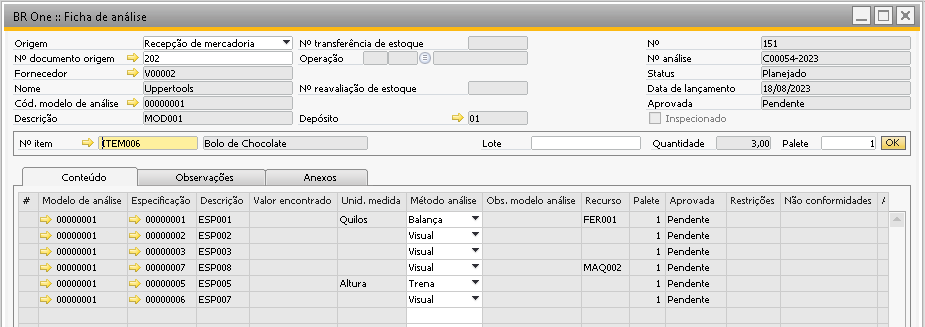 BR One :: Ficha de análise
Origem Recepção de mercadoria Nº transferência de estoque Nº 151
Nº documento origem 202 Operação Nº análise C00054-2023
Fornecedor V00002 Status Planejado
Nome Uppertools Nº reavaliação de estoque Data de lançamento 18/08/2023
Cód. modelo de análise 00000001 Aprovada Pendente
Descrição MOD001 Depósito 01 Inspecionado
Nº item ITEM006 Bolo de Chocolate Lote Quantidade 3,00 Palete 1 OK
Conteúdo Observações Anexos
# Modelo de análise Especificação Descrição Valor encontrado Unid. medida Método análise Obs. modelo análise Recurso Palete Aprovada Restrições Não conformidades A
00000001 00000001 ESP001 Quilos Balança FER001 1 Pendente
00000001 00000002 ESP002 Visual 1 Pendente
00000001 00000003 ESP003 Visual 1 Pendente
00000001 00000007 ESP008 Visual MAQ002 1 Pendente
00000001 00000005 ESP005 Altura Trena 1 Pendente
00000001 00000006 ESP007 Visual 1 Pendente